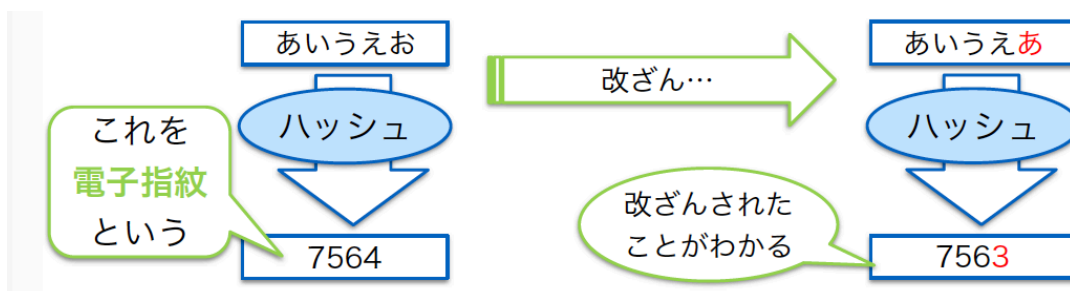 あいうえお
ハッシュ
これを
電子指紋
という
7564
改ざん…
あいうえあ
ハッシュ
改ざんされた
ことがわかる
7563